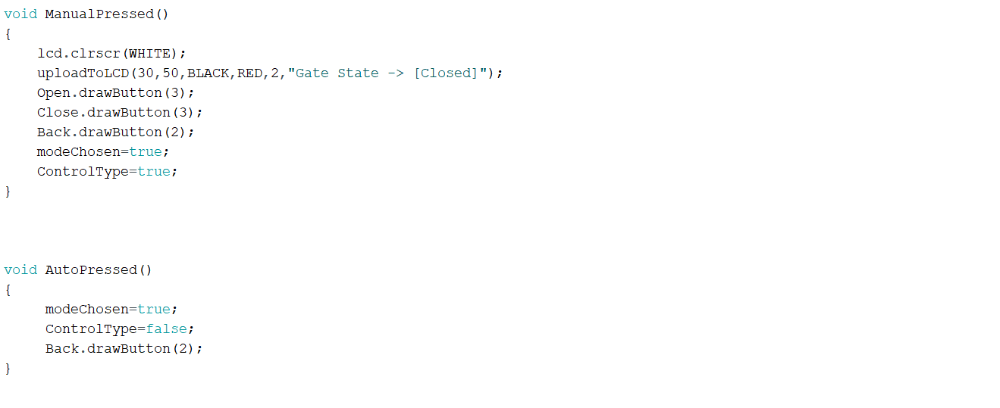 void ManualPressed()
{
    lcd.clrscr(WHITE);
    uploadToLCD(30,50,BLACK,RED,2,"Gate State -> [Closed]");
    Open.drawButton(3);
    Close.drawButton(3);
    Back.drawButton(2);
    modeChosen=true;
    ControlType=true;
}
void AutoPressed()
{
     modeChosen=true;
     ControlType=false;
     Back.drawButton(2);
}